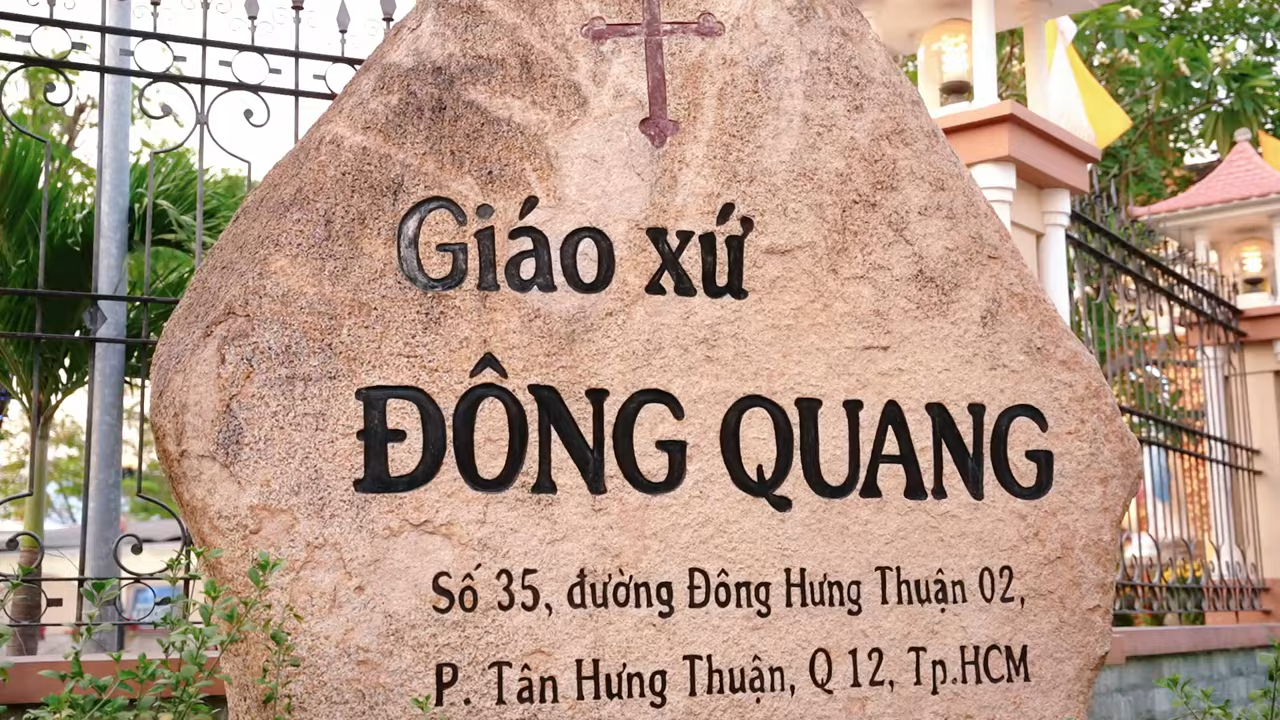 Giáo xứ
ĐÔNG QUANG
Số 35, đường Đông Hưng Thuận 02,
P. Tân Hưng Thuận, Q 12, Tp.HCM